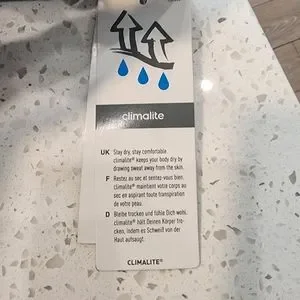 climalite
UK Stay dry, stay comfortable.
climalite® keeps your body dry by
drawing sweat away from the skin.
F Restez au sec et sentez-vous bien.
climalite® maintient votre corps au
sec en aspirant toute transpiration
de votre peau.
D Bleibe trocken und fühle Dich wohl.
climalite® hält Deinen Körper tro-
cken, indem es Schweiß von der
Haut aufsaugt.
CLIMALITE®